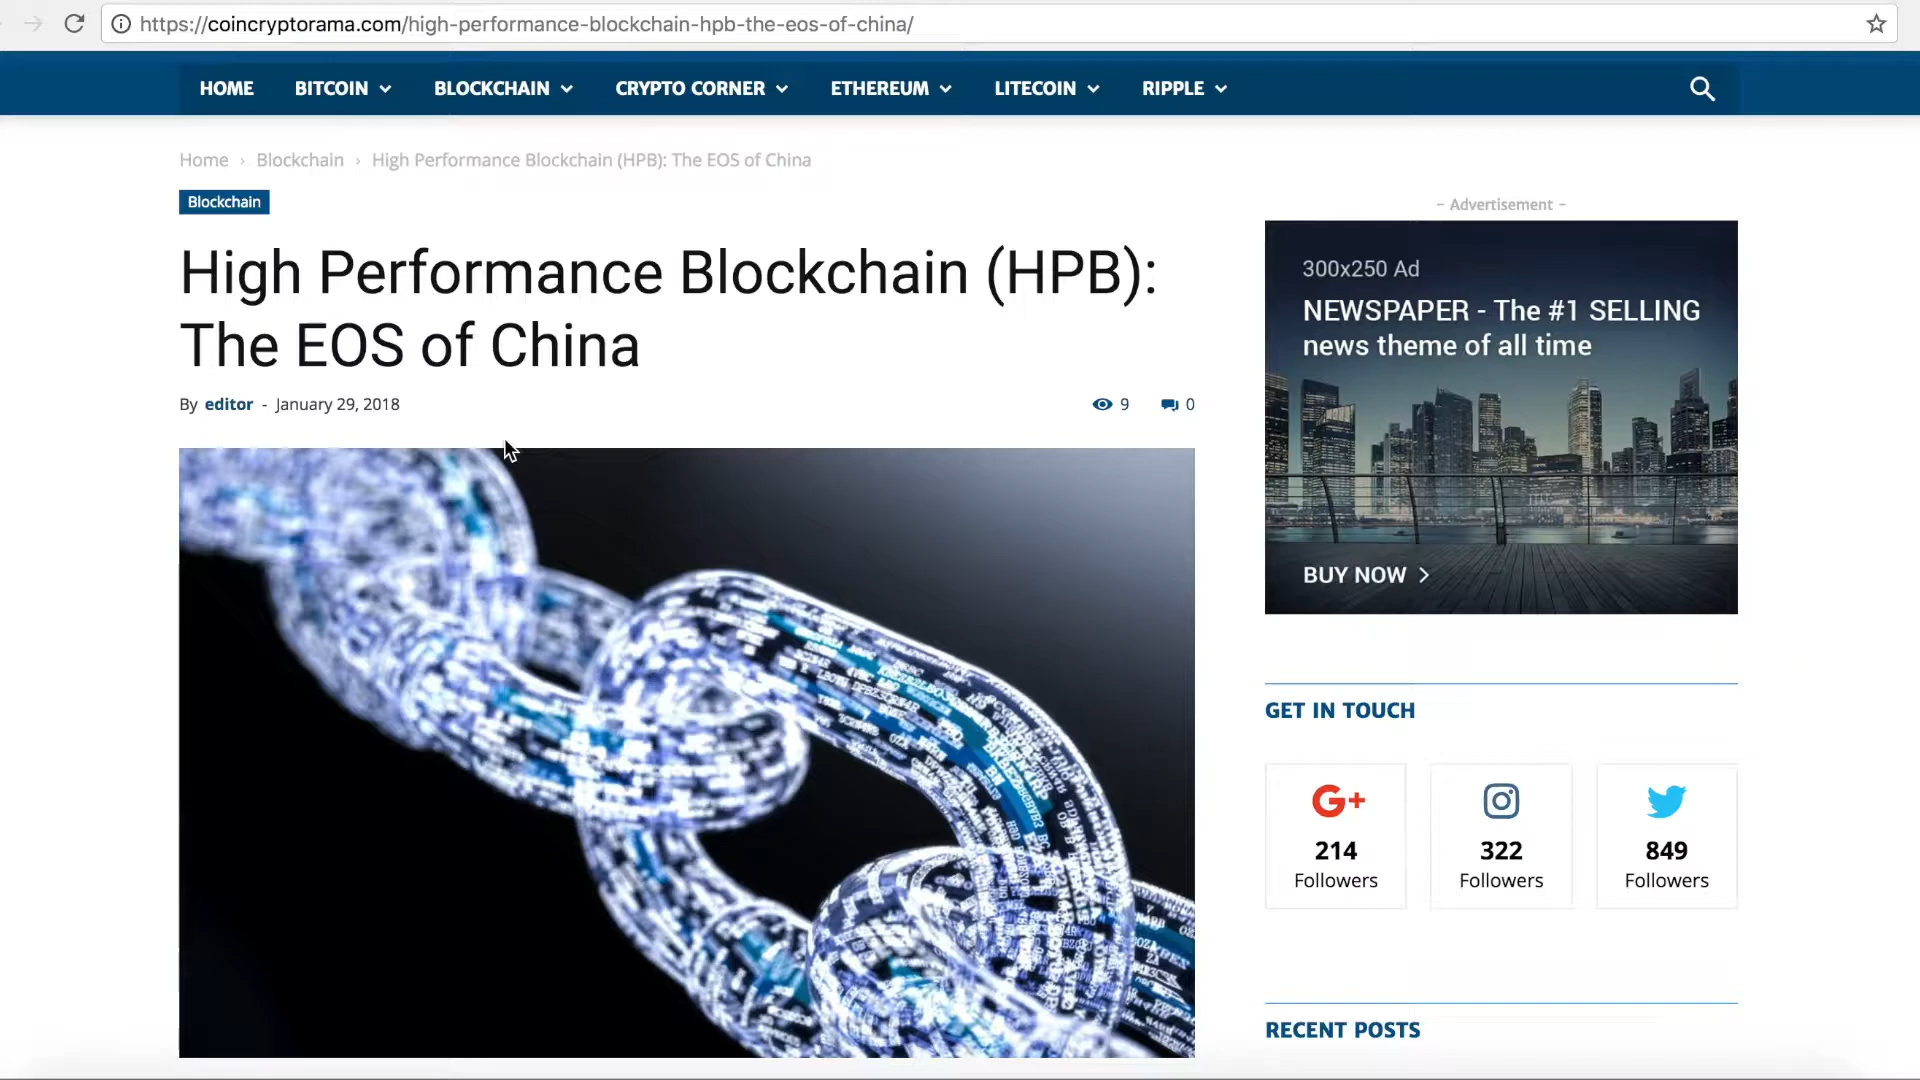 https://coincryptorama.com/high-performance-blockchain-hpb-the-eos-of-china/
HOME BITCOIN BLOCKCHAIN CRYPTO CORNER ETHEREUM LITECOIN RIPPLE
Home › Blockchain › High Performance Blockchain (HPB): The EOS of China
Blockchain
High Performance Blockchain (HPB):
The EOS of China
By editor - January 29, 2018
9 0
- Advertisement -
300x250 Ad
NEWSPAPER - The #1 SELLING
news theme of all time
BUY NOW >
GET IN TOUCH
G+
214 322 849
Followers Followers Followers
RECENT POSTS